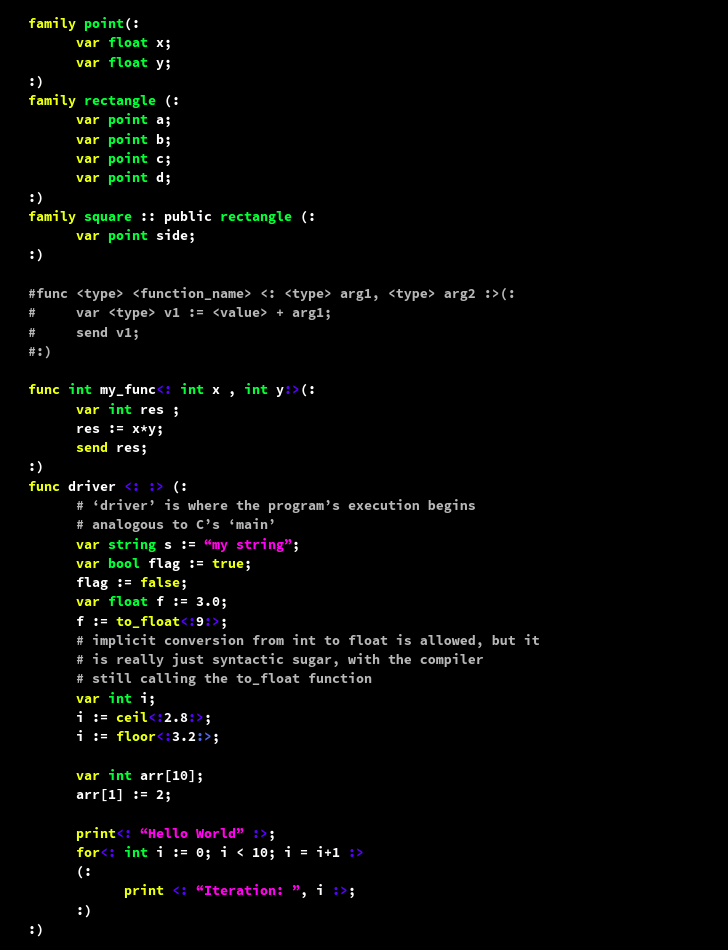 family point(:
      var float x;
      var float y;
:)
family rectangle (:
      var point a;
      var point b;
      var point c;
      var point d;
:)
family square :: public rectangle (:
      var point side;
:)

#func <type> <function_name> <: <type> arg1, <type> arg2 :>(:
#     var <type> v1 := <value> + arg1;
#     send v1;
#:)

func int my_func<: int x , int y:>(:
      var int res ;
      res := x*y;
      send res;
:)
func driver <: :> (:
      # ‘driver’ is where the program’s execution begins
      # analogous to C’s ‘main’
      var string s := “my string”;
      var bool flag := true;
      flag := false;
      var float f := 3.0;
      f := to_float<:9:>;
      # implicit conversion from int to float is allowed, but it
      # is really just syntactic sugar, with the compiler
      # still calling the to_float function
      var int i;
      i := ceil<:2.8:>;
      i := floor<:3.2:>;

      var int arr[10];
      arr[1] := 2;

      print<: “Hello World” :>;
      for<: int i := 0; i < 10; i = i+1 :>
      (:
            print <: “Iteration: ”, i :>;
      :)
:)